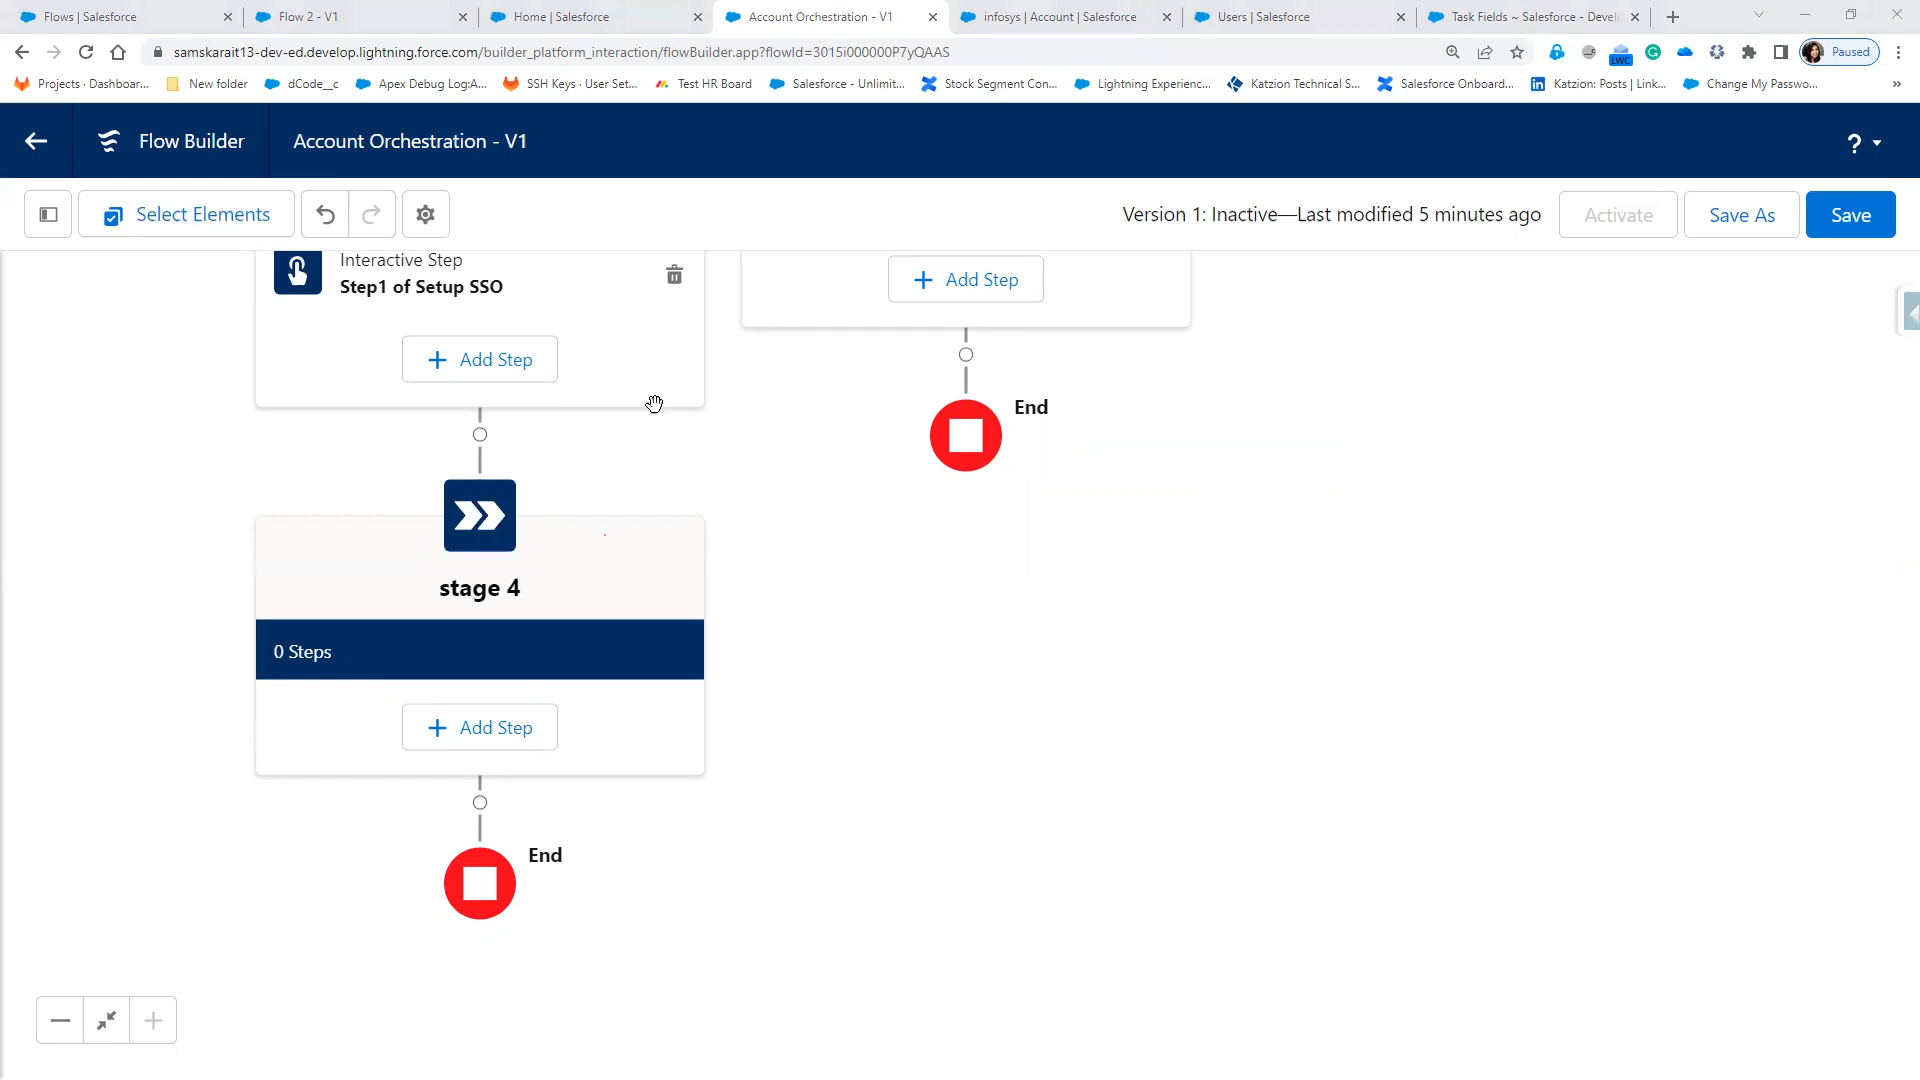 Flows | Salesforce
Flow 2 - V1
Home | Salesforce
Account Orchestration - V1
infosys | Account | Salesforce
Users | Salesforce
Task Fields ~ Salesforce - Devel
samskarait13-dev-ed.develop.lightning.force.com/builder_platform_interaction/flowBuilder.app?flowId=3015i000000P7yQAAS
LWC
Paused
Projects · Dashboar...
New folder
dCode__c
Apex Debug Log:A...
SSH Keys · User Set...
Test HR Board
Salesforce - Unlimit...
Stock Segment Con...
Lightning Experienc...
Katzion Technical S...
Salesforce Onboard...
Katzion: Posts | Link...
Change My Passwo...
»
Flow Builder
Account Orchestration - V1
?
Select Elements
Version 1: Inactive—Last modified 5 minutes ago
Activate
Save As
Save
Interactive Step
Step1 of Setup SSO
+ Add Step
+ Add Step
End
stage 4
0 Steps
+ Add Step
End